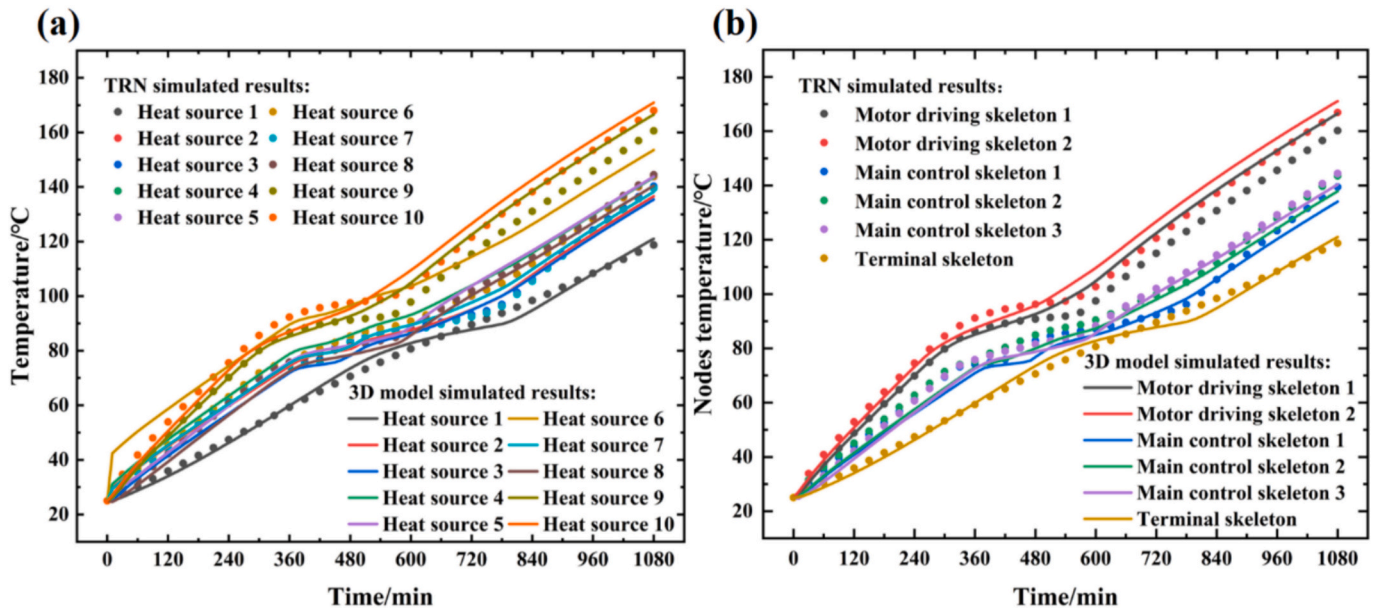 (a)
Temperature/°C
180
160
140
120
100
80
60
40
20
TRN simulated results:
Heat source 1
Heat source 6
Heat source 2
Heat source 7
Heat source 3
Heat source 8
Heat source 4
Heat source 9
Heat source 5
Heat source 10
3D model simulated results:
Heat source 1
Heat source 6
Heat source 2
Heat source 7
Heat source 3
Heat source 8
Heat source 4
Heat source 9
Heat source 5
Heat source 10
0 120 240 360 480 600 720 840 960 1080
Time/min
(b)
Nodes temperature/°C
180
160
140
120
100
80
60
40
20
TRN simulated results:
Motor driving skeleton 1
Motor driving skeleton 2
Main control skeleton 1
Main control skeleton 2
Main control skeleton 3
Terminal skeleton
3D model simulated results:
Motor driving skeleton 1
Motor driving skeleton 2
Main control skeleton 1
Main control skeleton 2
Main control skeleton 3
Terminal skeleton
0 120 240 360 480 600 720 840 960 1080
Time/min